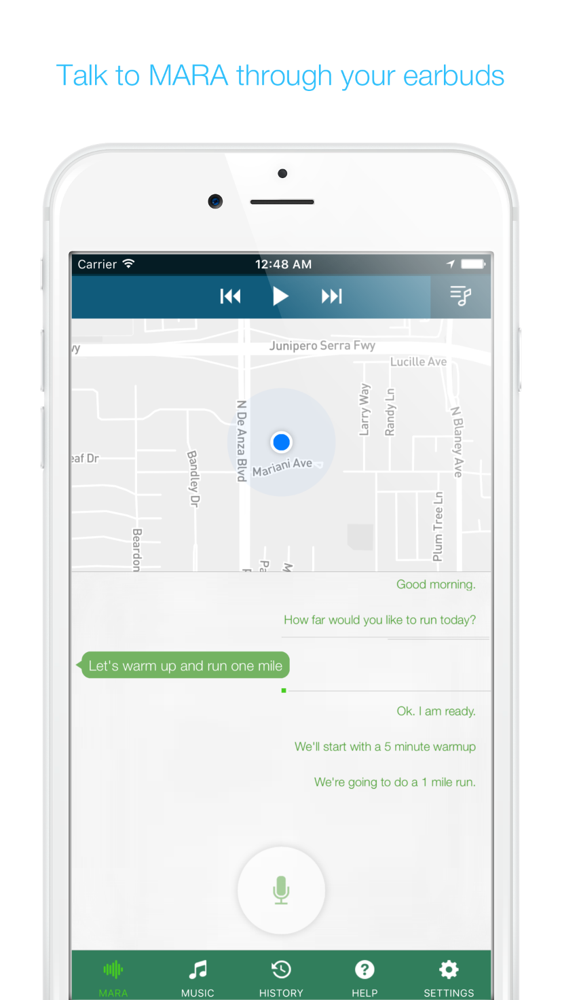 Talk to MARA through your earbuds
Carrier
12:48 AM
Junipero Serra Fwy
Lucille Ave
Larry Way
Randy Ln
N De Anza Blvd
N Blaney Ave
Mariani Ave
Bandley Dr
Plum Tree Ln
Beardon
Good morning.
How far would you like to run today?
Let's warm up and run one mile
Ok. I am ready.
We'll start with a 5 minute warmup
We're going to do a 1 mile run.
MARA
MUSIC
HISTORY
HELP
SETTINGS